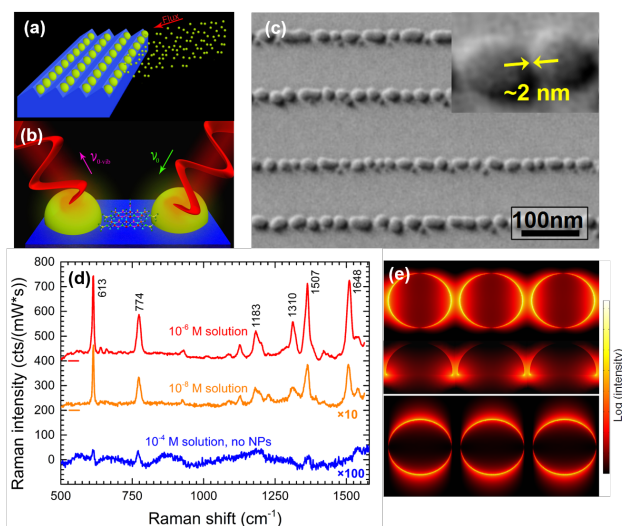 (a)
Flux
(b)
ν0-vib
ν0
(c)
~2 nm
100nm
(d)
Raman intensity (cts/(mW*s))
800
700
600
500
400
300
200
100
0
613
774
1183
1310
1507
1648
10-6 M solution
10-8 M solution
×10
10-4 M solution, no NPs
×100
500
750
1000
1250
1500
Raman shift (cm-1)
(e)
Log (intensity)